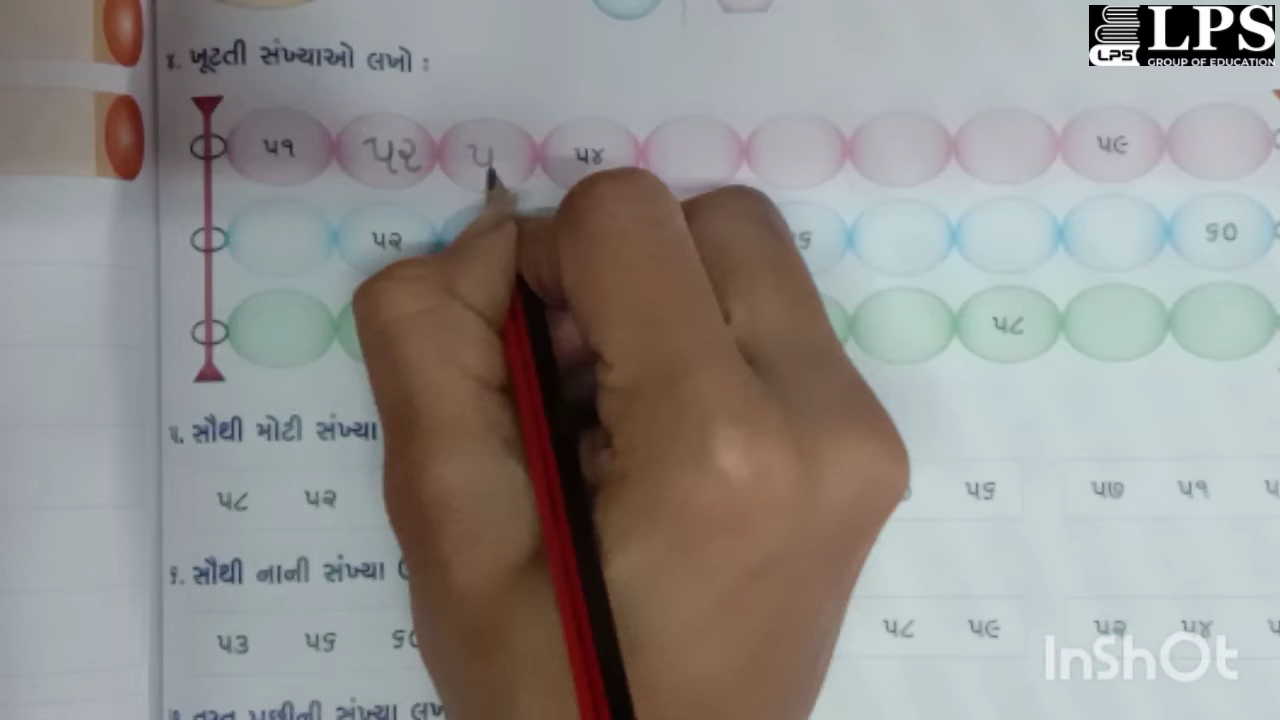 LPS
LPS
GROUP OF EDUCATION
૪. ખૂટતી સંખ્યાઓ લખો :
૫૧ ૫૨ ૫ ૫૪ ૫૯
૫૨ ૬૦
૫૮
૫. સૌથી મોટી સંખ્યા
૫૮ ૫૨ ૫૬ ૫૭ ૫૧
૬. સૌથી નાની સંખ્યા
૫૩ ૫૬ ૫૮ ૫૯ ૫૨ ૫૪
સંખ્યા
InShOt